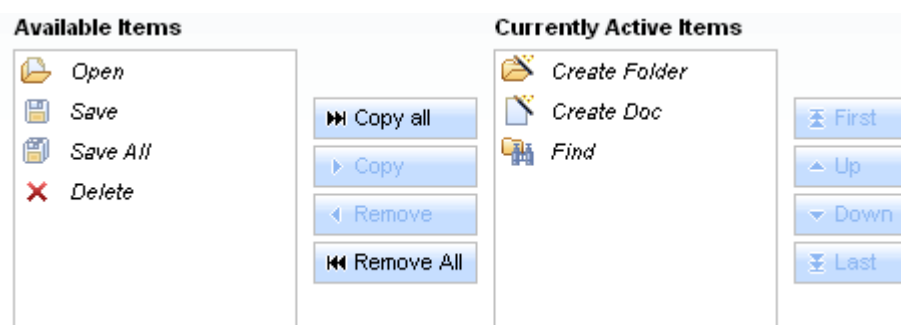 Available Items
Open
Save
Save All
Delete
Copy all
Copy
Remove
Remove All
Currently Active Items
Create Folder
Create Doc
Find
First
Up
Down
Last